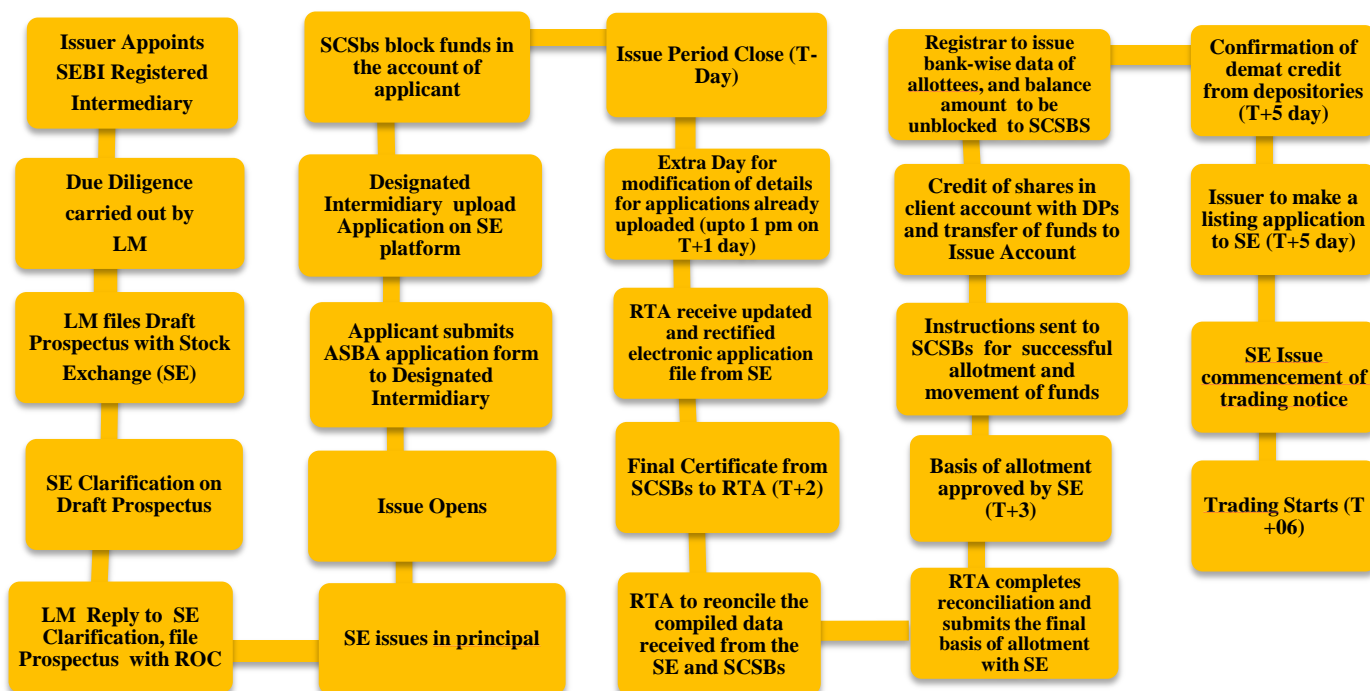 Issuer Appoints
SEBI Registered
Intermediary
Due Diligence
carried out by
LM
LM files Draft
Prospectus with Stock
Exchange (SE)
SE Clarification on
Draft Prospectus
LM Reply to SE
Clarification, file
Prospectus with ROC
SE issues in principal
Issue Opens
Applicant submits
ASBA application form
to Designated
Intermidiary
Designated
Intermidiary upload
Application on SE
platform
SCSbs block funds in
the account of
applicant
Issue Period Close (T-
Day)
Extra Day for
modification of details
for applications already
uploaded (upto 1 pm on
T+1 day)
RTA receive updated
and rectified
electronic application
file from SE
Final Certificate from
SCSBs to RTA (T+2)
RTA to reconcile the
compiled data
received from the
SE and SCSBs
RTA completes
reconciliation and
submits the final
basis of allotment
with SE
Basis of allotment
approved by SE
(T+3)
Instructions sent to
SCSBs for successful
allotment and
movement of funds
Credit of shares in
client account with DPs
and transfer of funds to
Issue Account
Registrar to issue
bank-wise data of
allottees, and balance
amount to be
unblocked to SCSBS
Confirmation of
demat credit
from depositories
(T+5 day)
Issuer to make a
listing application
to SE (T+5 day)
SE Issue
commencement of
trading notice
Trading Starts (T
+06)